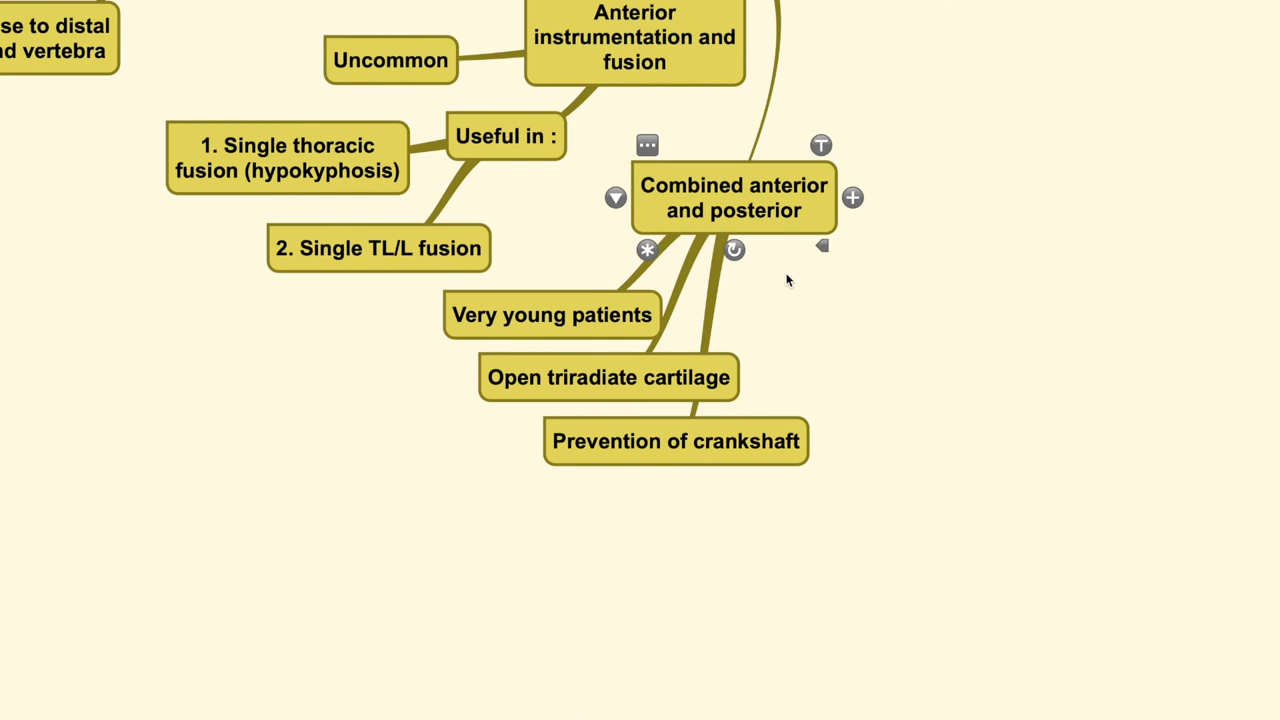 se to distal
nd vertebra
Anterior
instrumentation and
fusion
Uncommon
Useful in :
1. Single thoracic
fusion (hypokyphosis)
2. Single TL/L fusion
Combined anterior
and posterior
Very young patients
Open triradiate cartilage
Prevention of crankshaft